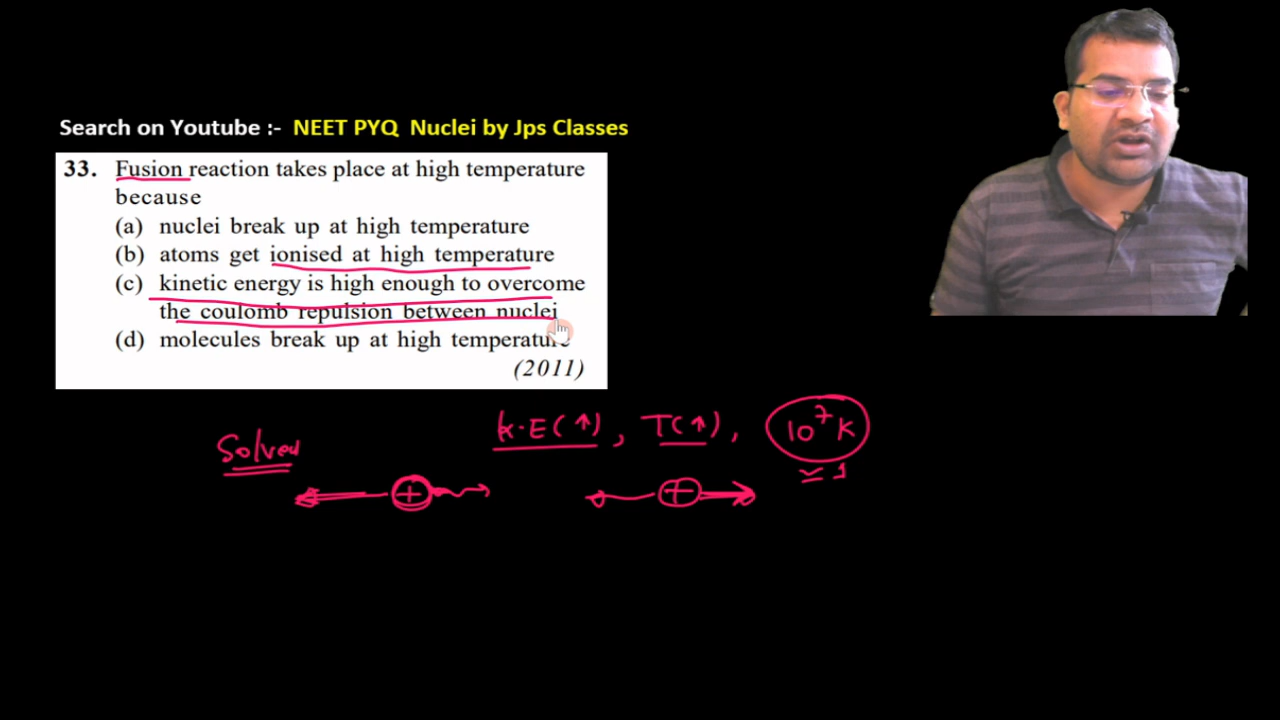 Search on Youtube :- NEET PYQ Nuclei by Jps Classes
33. Fusion reaction takes place at high temperature
because
(a) nuclei break up at high temperature
(b) atoms get ionised at high temperature
(c) kinetic energy is high enough to overcome
the coulomb repulsion between nuclei
(d) molecules break up at high temperature
(2011)
K.E(↑), T(↑), 10⁷K
Solved
+ +